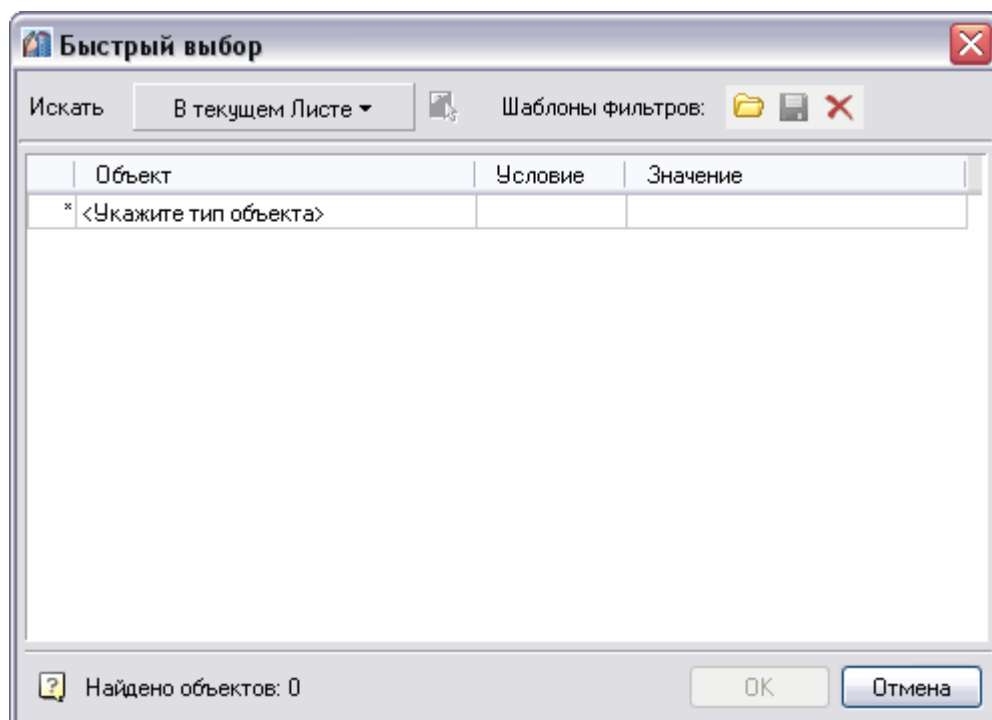 Быстрый выбор
Искать В текущем Листе Шаблоны фильтров:
Объект Условие Значение
* <Укажите тип объекта>
Найдено объектов: 0 OK Отмена